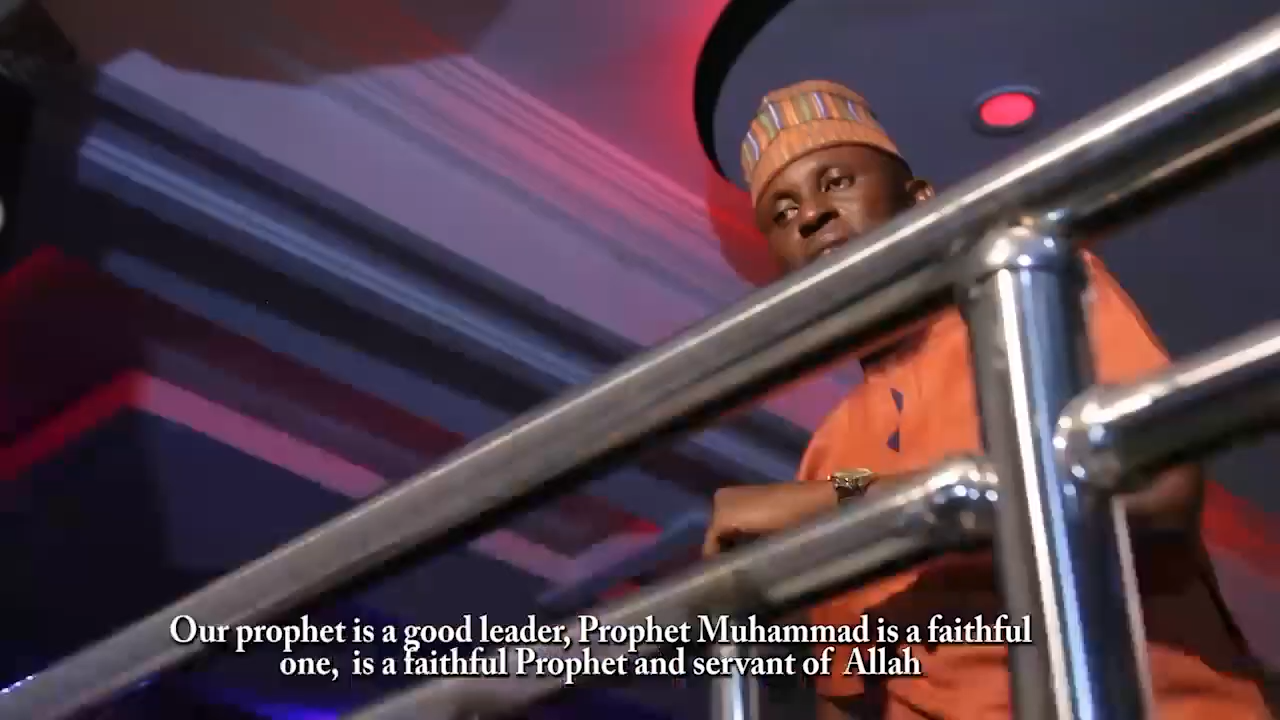 Our prophet is a good leader, Prophet Muhammad is a faithful
one, is a faithful Prophet and servant of Allah